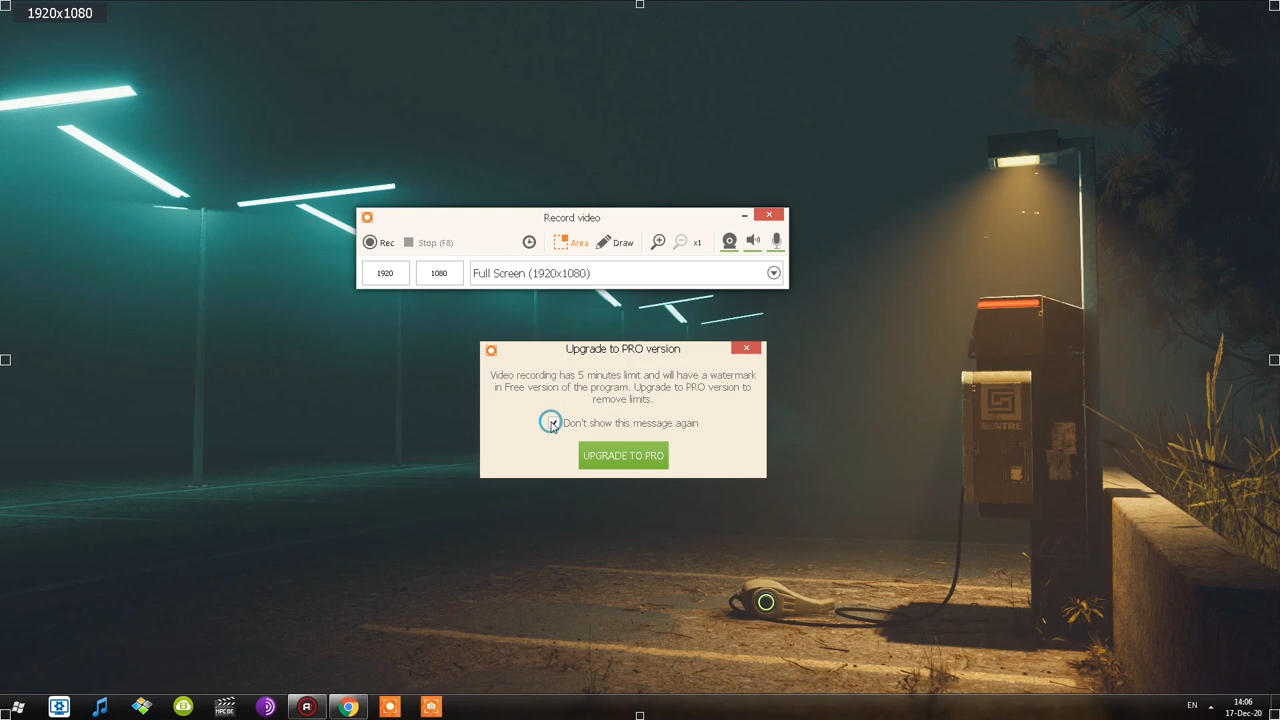 1920x1080
Record video
Rec Stop (F8) Area Draw x1
1920 1080 Full Screen (1920x1080)
Upgrade to PRO version
Video recording has 5 minutes limit and will have a watermark
in Free version of the program. Upgrade to PRO version to
remove limits.
Don't show this message again
UPGRADE TO PRO
SENTRE
MPCBE
EN
14:06
17-Dec-20